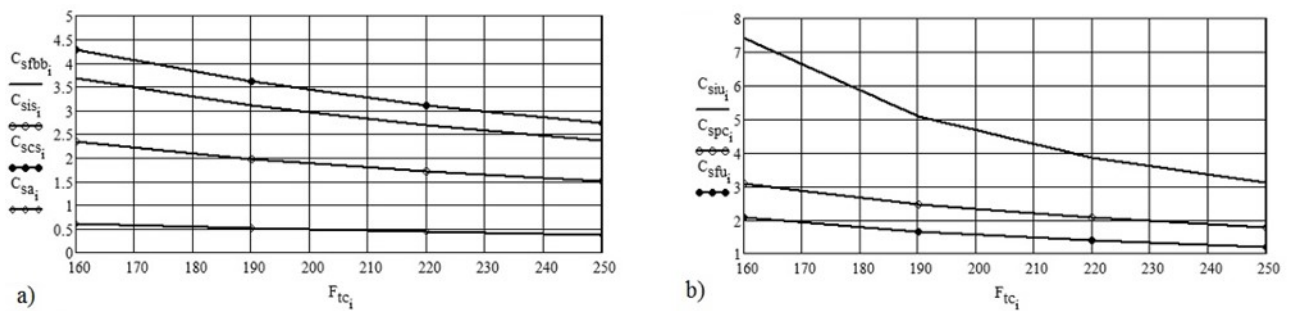 5
4.5
4
3.5
3
2.5
2
1.5
1
0.5
0
C_sfbb_i
C_sis_i
C_scs_i
C_sa_i
160 170 180 190 200 210 220 230 240 250
F_tc_i
a)
8
7
6
5
4
3
2
1
C_siu_i
C_spc_i
C_sfu_i
160 170 180 190 200 210 220 230 240 250
F_tc_i
b)